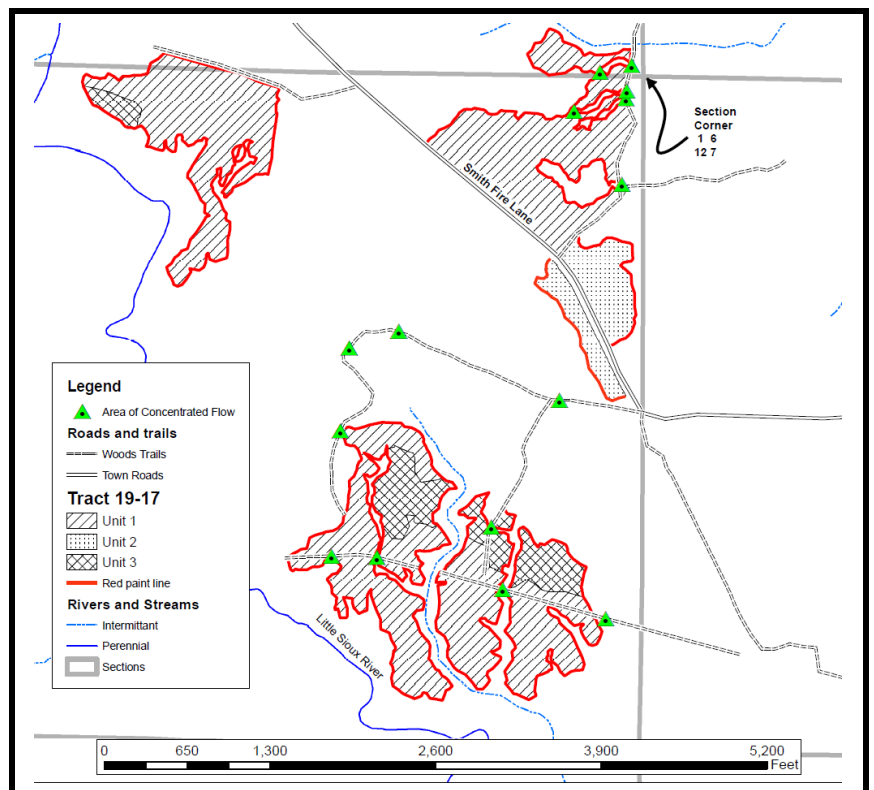 Section
Corner
1 6
12 7
Smith Fire Lane
Legend
Area of Concentrated Flow
Roads and trails
Woods Trails
Town Roads
Tract 19-17
Unit 1
Unit 2
Unit 3
Red paint line
Rivers and Streams
Intermittant
Perennial
Sections
Little Sioux River
0 650 1,300 2,600 3,900 5,200
Feet